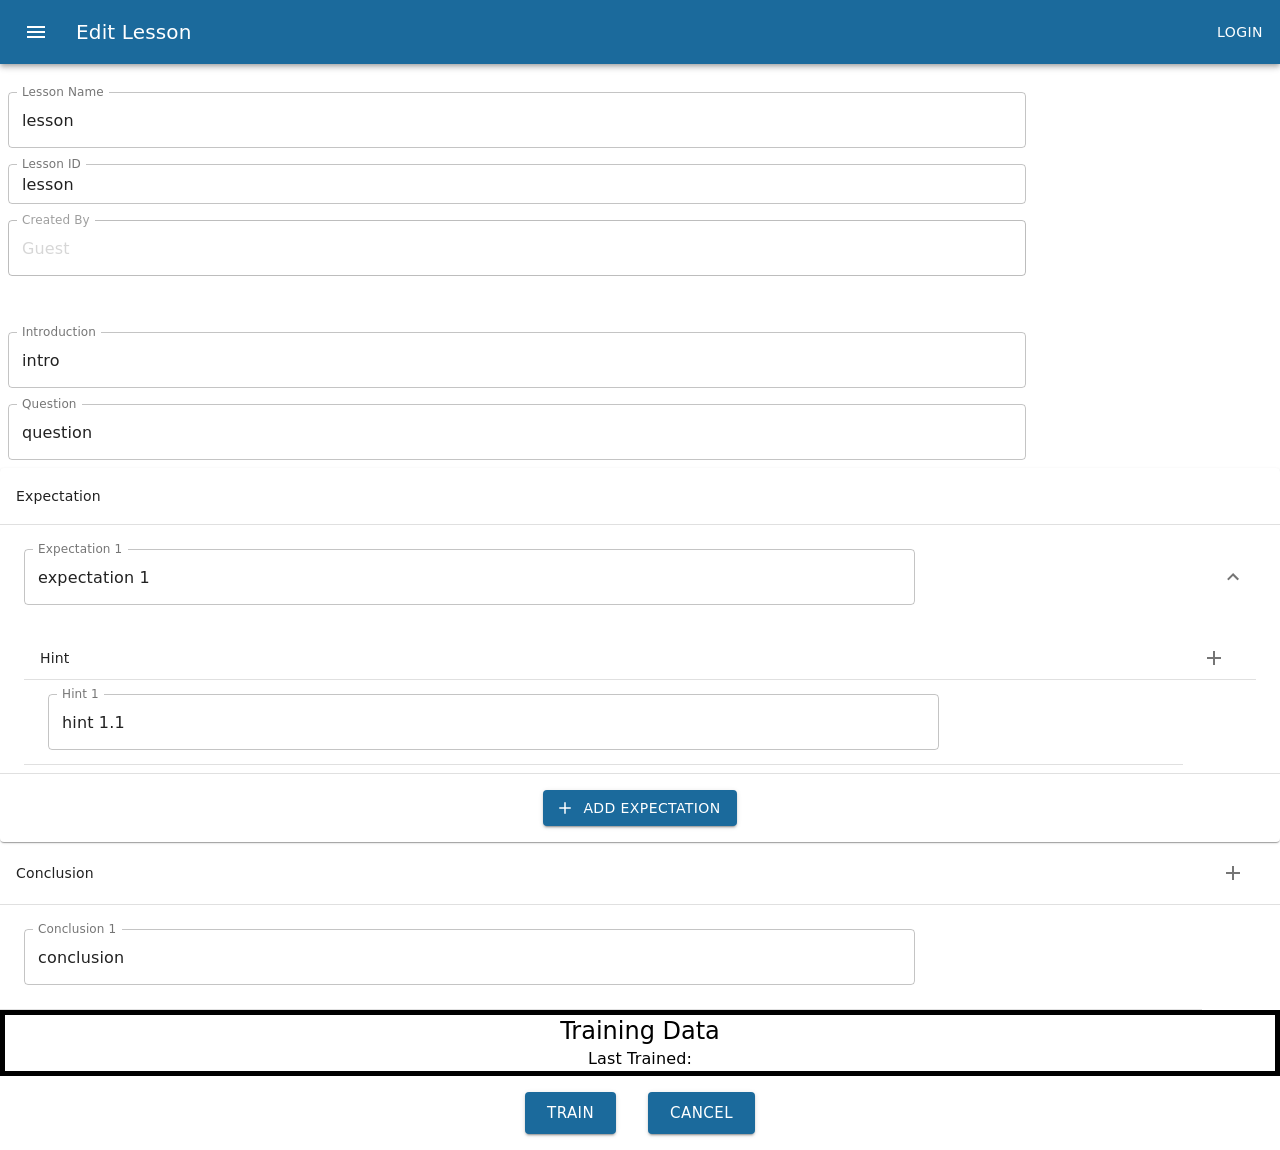 Edit Lesson
LOGIN
Lesson Name
lesson
Lesson ID
lesson
Created By
Guest
Introduction
intro
Question
question
Expectation
Expectation 1
expectation 1
Hint
Hint 1
hint 1.1
ADD EXPECTATION
Conclusion
Conclusion 1
conclusion
Training Data
Last Trained:
TRAIN
CANCEL